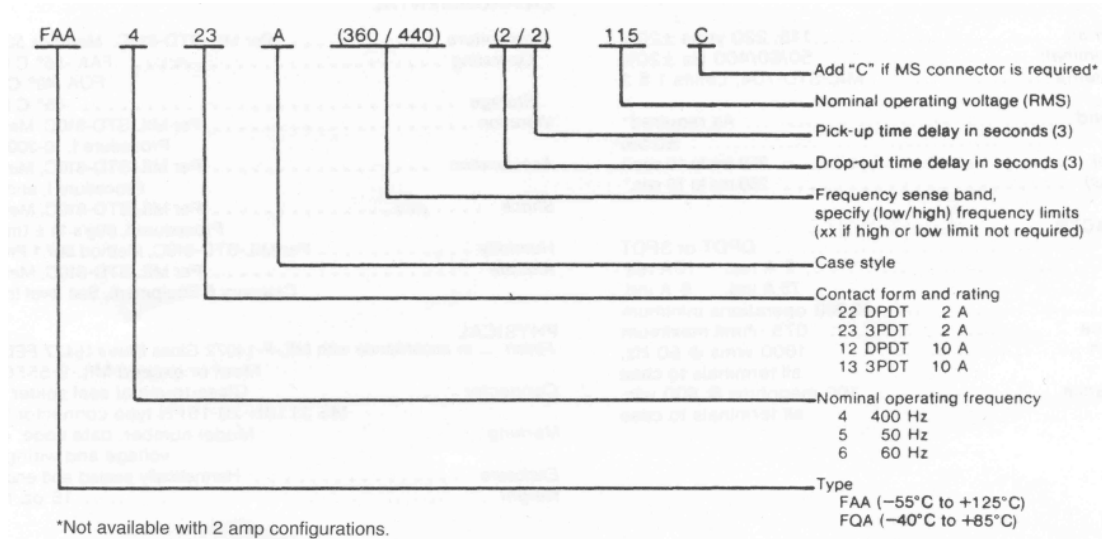 FAA 4 23 A (360 / 440) (2 / 2) 115 C
Add "C" if MS connector is required*
Nominal operating voltage (RMS)
Pick-up time delay in seconds (3)
Drop-out time delay in seconds (3)
Frequency sense band,
specify (low/high) frequency limits
(xx if high or low limit not required)
Case style
Contact form and rating
22 DPDT 2 A
23 3PDT 2 A
12 DPDT 10 A
13 3PDT 10 A
Nominal operating frequency
4 400 Hz
5 50 Hz
6 60 Hz
Type
FAA (−55°C to +125°C)
FQA (−40°C to +85°C)
*Not available with 2 amp configurations.